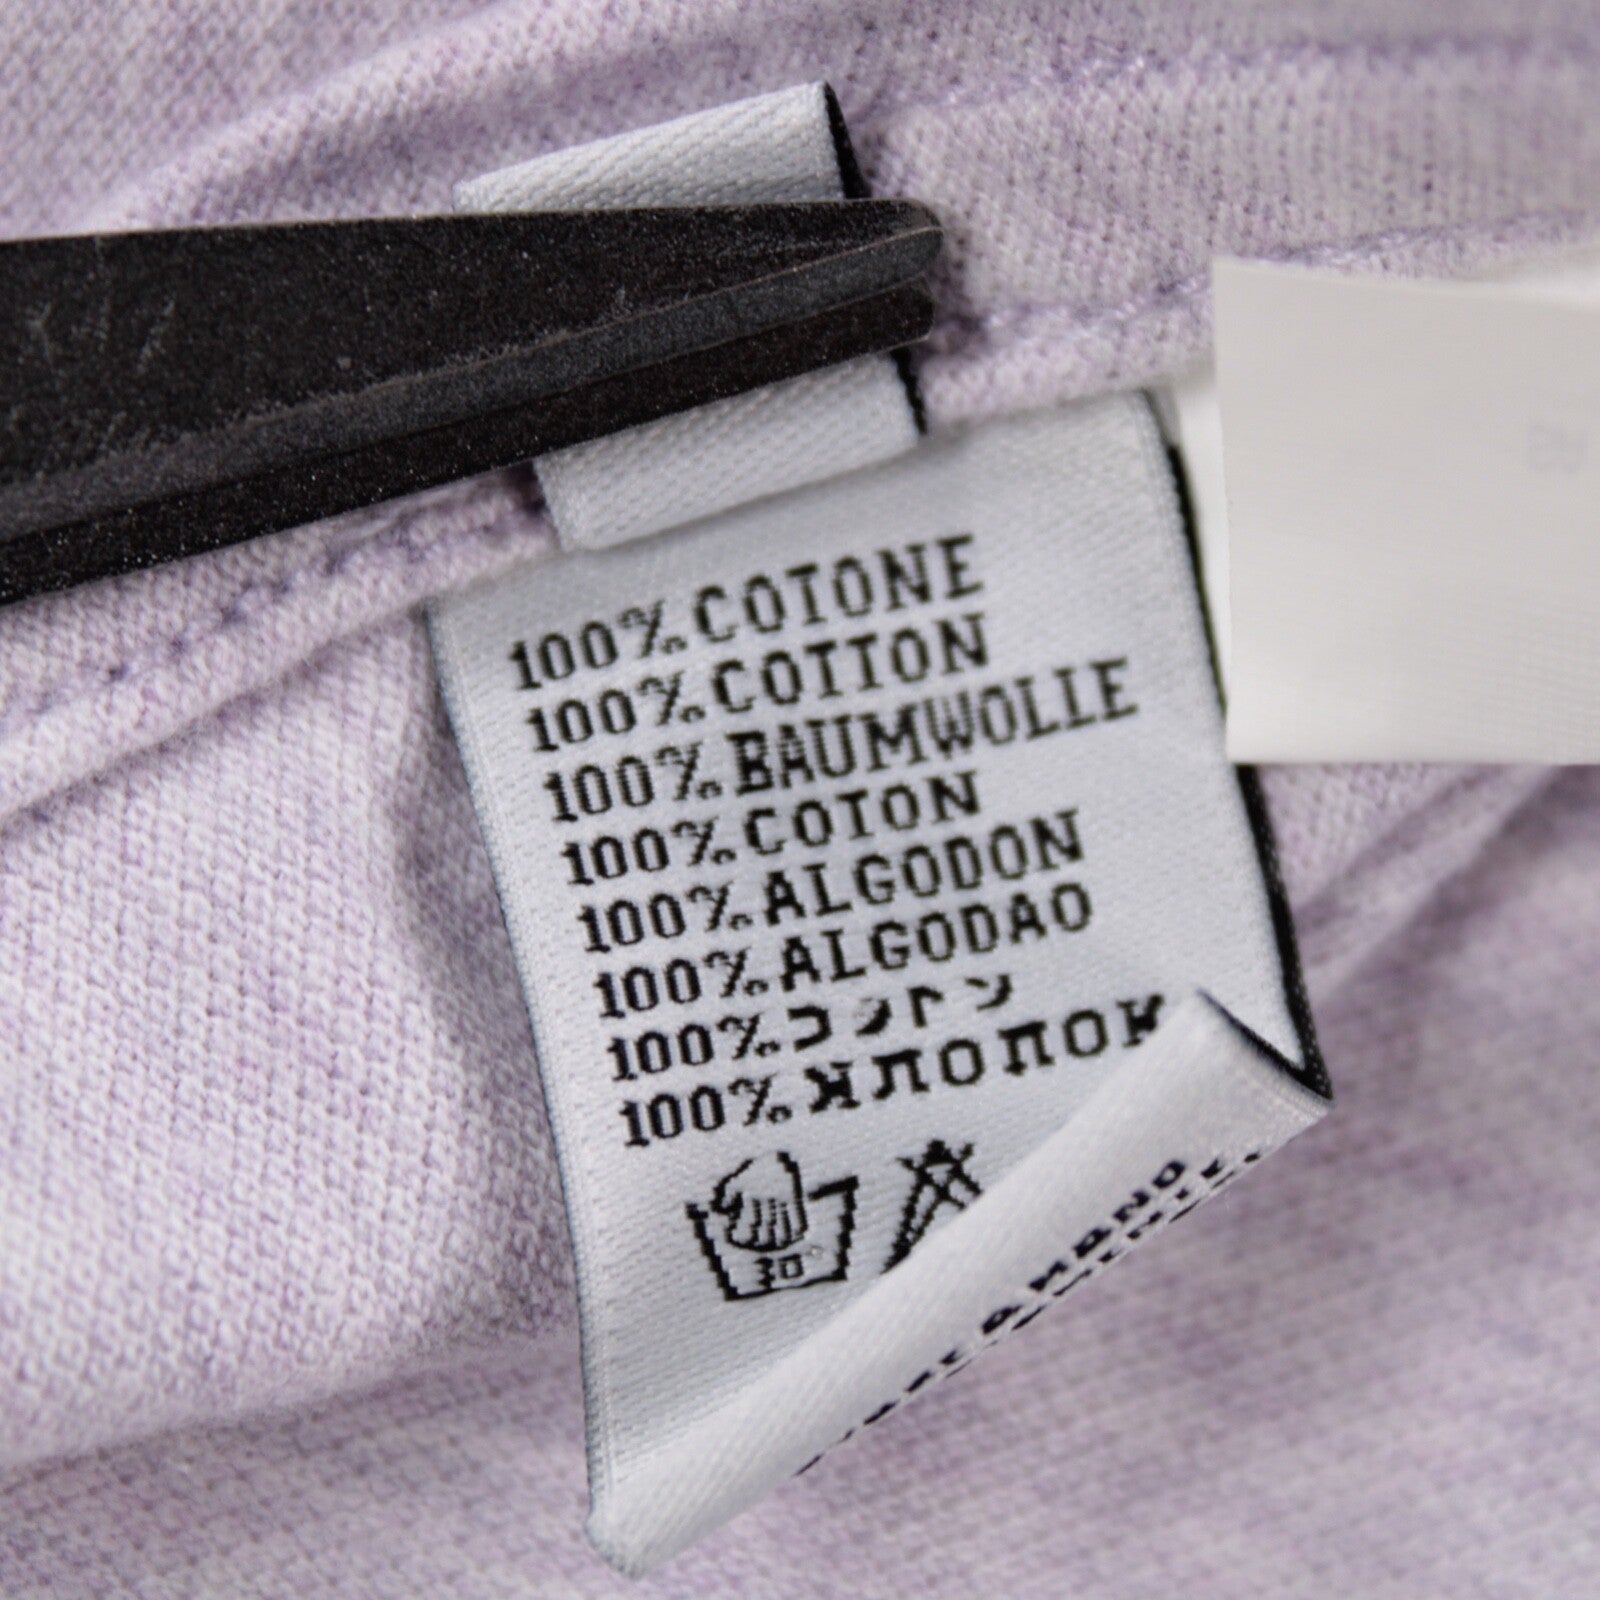 100% COTONE
100% COTTON
100% BAUMWOLLE
100% COTON
100% ALGODON
100% ALGODAO
100% コットン
100% ХЛОПОК
30°
A MANO